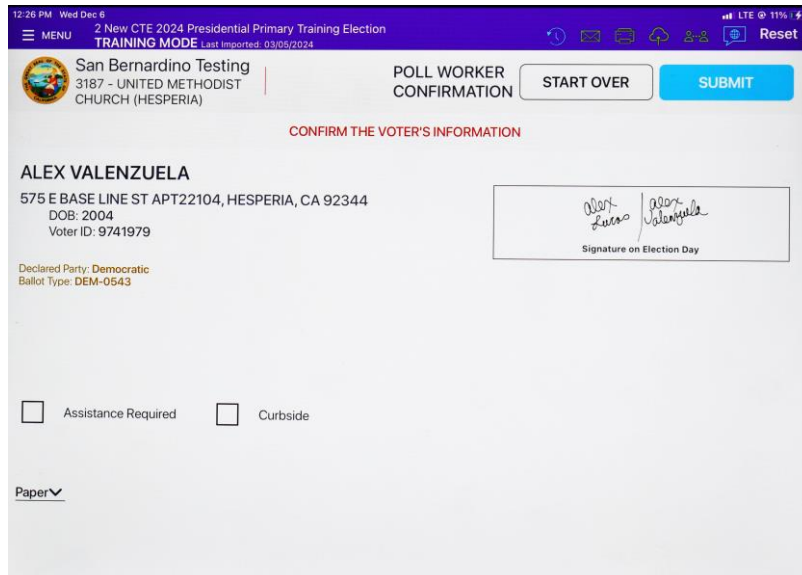 12:26 PM Wed Dec 6
LTE @ 11%
MENU
2 New CTE 2024 Presidential Primary Training Election
TRAINING MODE Last Imported: 03/05/2024
Reset
San Bernardino Testing
3187 - UNITED METHODIST
CHURCH (HESPERIA)
POLL WORKER
CONFIRMATION
START OVER
SUBMIT
CONFIRM THE VOTER'S INFORMATION
ALEX VALENZUELA
575 E BASE LINE ST APT22104, HESPERIA, CA 92344
DOB: 2004
Voter ID: 9741979
alex
Lucas
alex
Valenzuela
Signature on Election Day
Declared Party: Democratic
Ballot Type: DEM-0543
Assistance Required
Curbside
Paper